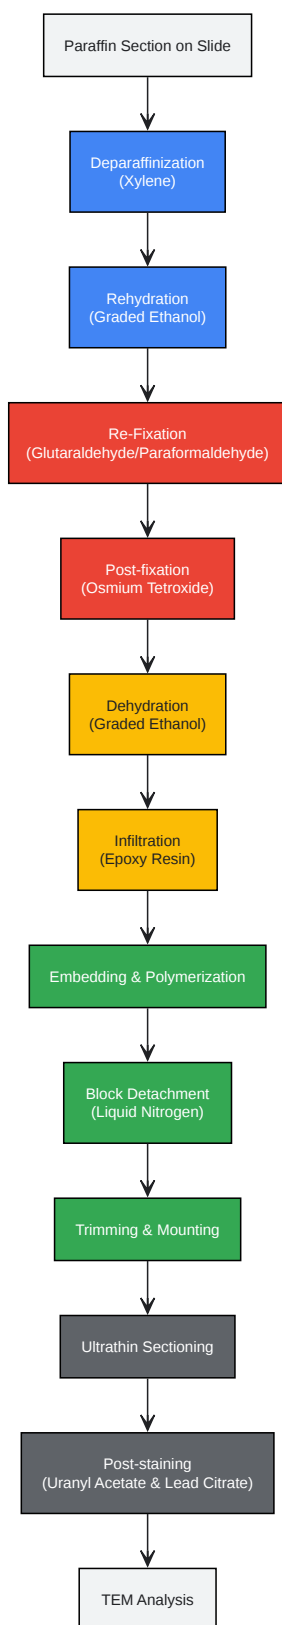 Paraffin Section on Slide
Deparaffinization
(Xylene)
Rehydration
(Graded Ethanol)
Re-Fixation
(Glutaraldehyde/Paraformaldehyde)
Post-fixation
(Osmium Tetroxide)
Dehydration
(Graded Ethanol)
Infiltration
(Epoxy Resin)
Embedding & Polymerization
Block Detachment
(Liquid Nitrogen)
Trimming & Mounting
Ultrathin Sectioning
Post-staining
(Uranyl Acetate & Lead Citrate)
TEM Analysis